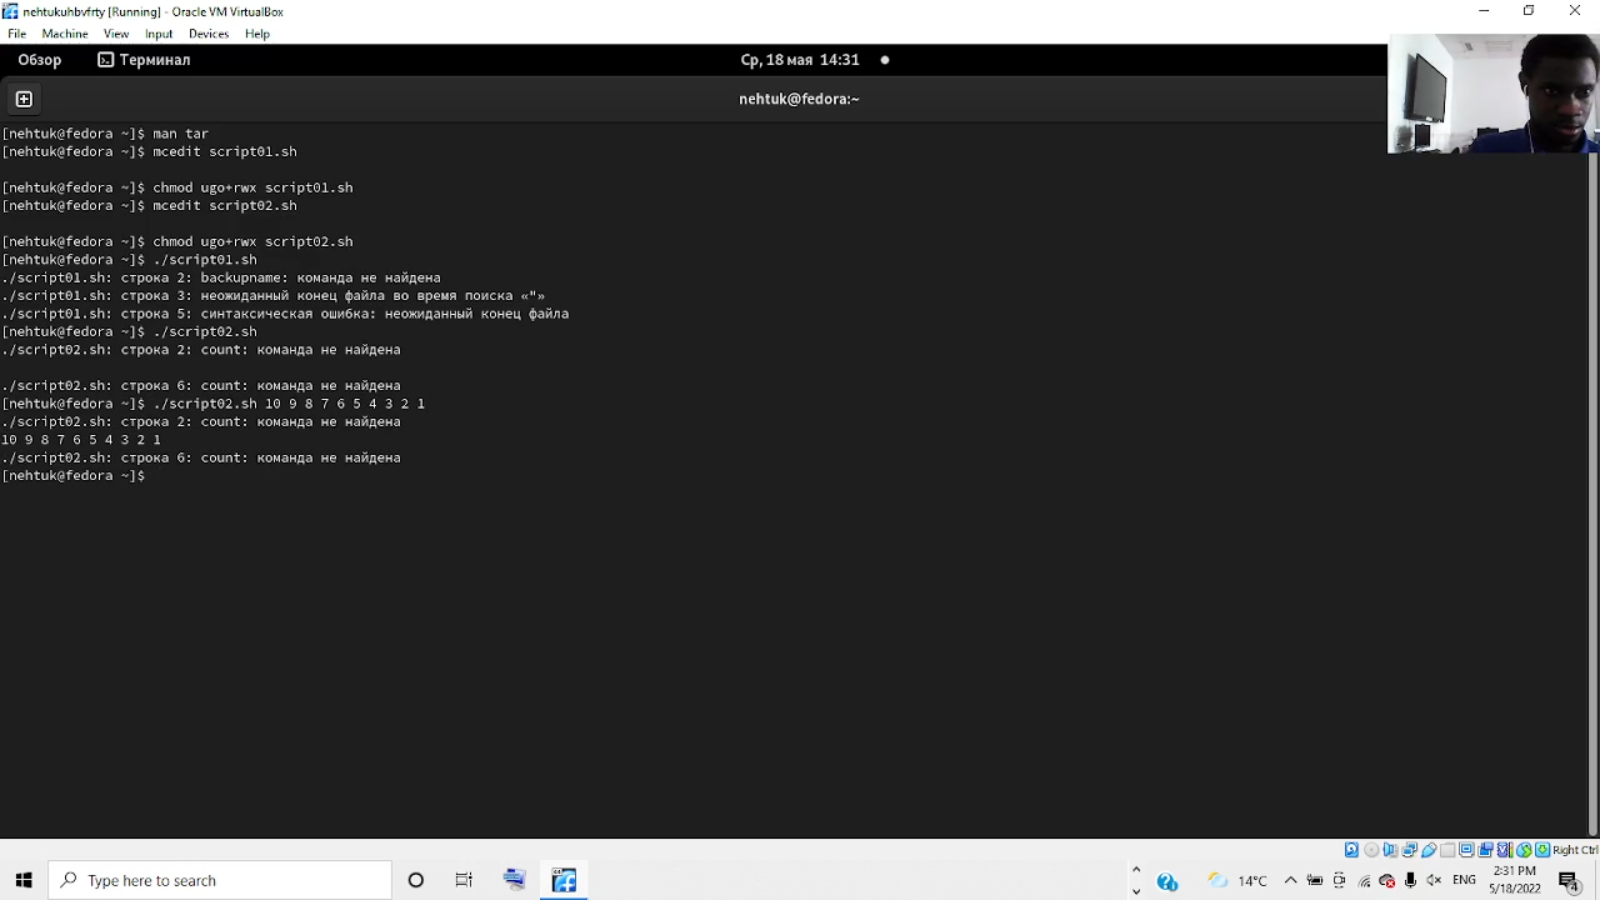 nehtukuhbvfrty [Running] - Oracle VM VirtualBox
File Machine View Input Devices Help
Обзор Терминал Ср, 18 мая 14:31
nehtuk@fedora:~
[nehtuk@fedora ~]$ man tar
[nehtuk@fedora ~]$ mcedit script01.sh
[nehtuk@fedora ~]$ chmod ugo+rwx script01.sh
[nehtuk@fedora ~]$ mcedit script02.sh
[nehtuk@fedora ~]$ chmod ugo+rwx script02.sh
[nehtuk@fedora ~]$ ./script01.sh
./script01.sh: строка 2: backupname: команда не найдена
./script01.sh: строка 3: неожиданный конец файла во время поиска «"»
./script01.sh: строка 5: синтаксическая ошибка: неожиданный конец файла
[nehtuk@fedora ~]$ ./script02.sh
./script02.sh: строка 2: count: команда не найдена
./script02.sh: строка 6: count: команда не найдена
[nehtuk@fedora ~]$ ./script02.sh 10 9 8 7 6 5 4 3 2 1
./script02.sh: строка 2: count: команда не найдена
10 9 8 7 6 5 4 3 2 1
./script02.sh: строка 6: count: команда не найдена
[nehtuk@fedora ~]$
Right Ctrl
Type here to search 14°C ENG 2:31 PM
5/18/2022 4